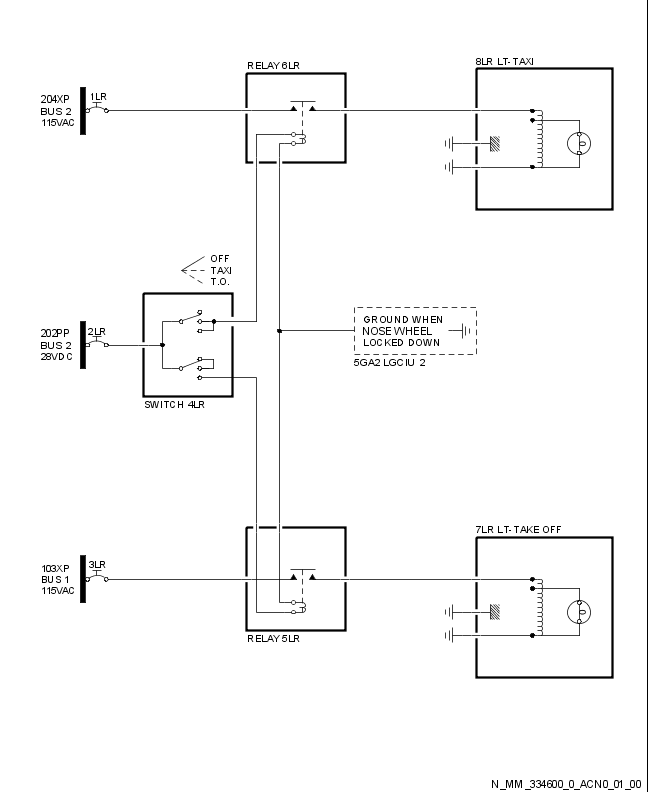 RELAY 6LR
8LR LT-TAXI
204XP
BUS 2
115VAC
1LR
OFF
TAXI
T.O.
202PP
BUS 2
28VDC
2LR
GROUND WHEN
NOSE WHEEL
LOCKED DOWN
5GA2 LGCIU 2
SWITCH 4LR
7LR LT-TAKE OFF
103XP
BUS 1
115VAC
3LR
RELAY 5LR
N_MM_334600_0_ACN0_01_00